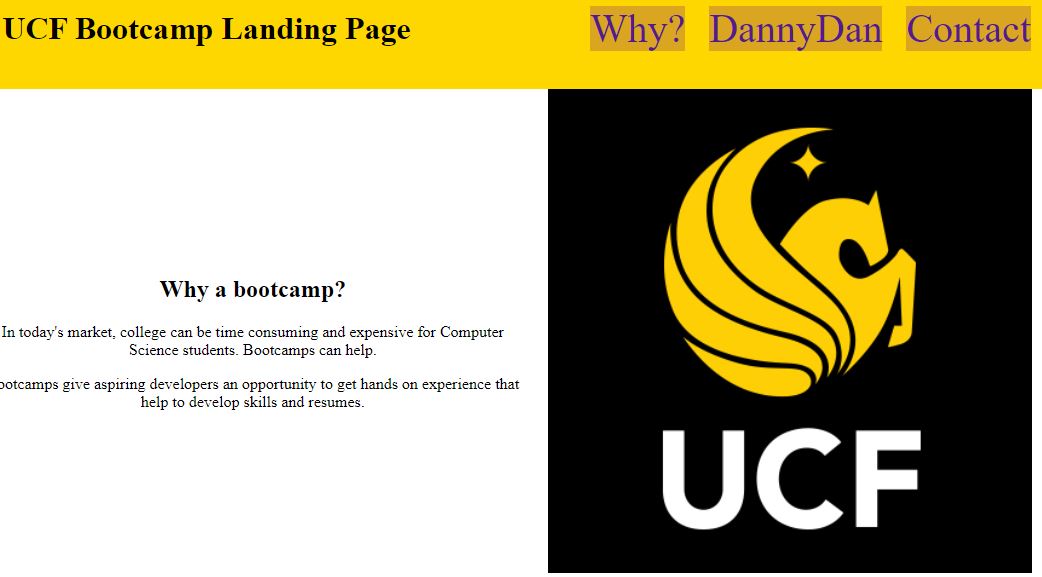 UCF Bootcamp Landing Page
Why? DannyDan Contact
Why a bootcamp?
In today's market, college can be time consuming and expensive for Computer
Science students. Bootcamps can help.
ootcamps give aspiring developers an opportunity to get hands on experience that
help to develop skills and resumes.
UCF